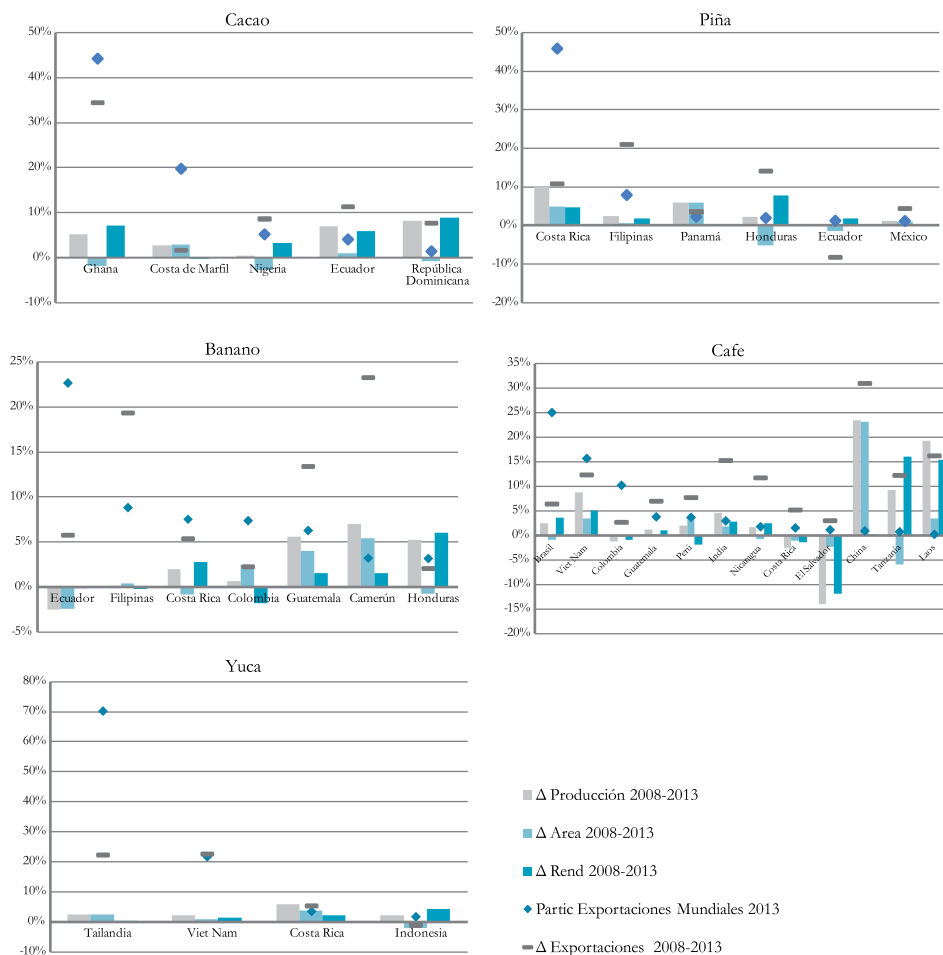 Cacao
50%
40%
30%
20%
10%
0%
-10%
Ghana
Costa de Marfil
Nigeria
Ecuador
República
Dominicana
Piña
50%
40%
30%
20%
10%
0%
-10%
-20%
Costa Rica
Filipinas
Panamá
Honduras
Ecuador
México
Banano
25%
20%
15%
10%
5%
0%
-5%
Ecuador
Filipinas
Costa Rica
Colombia
Guatemala
Camerún
Honduras
Cafe
35%
30%
25%
20%
15%
10%
5%
0%
-5%
-10%
-15%
-20%
Brasil
Viet Nam
Colombia
Guatemala
Perú
India
Nicaragua
Costa Rica
El Salvador
China
Tanzania
Laos
Yuca
80%
70%
60%
50%
40%
30%
20%
10%
0%
-10%
Tailandia
Viet Nam
Costa Rica
Indonesia
Δ Producción 2008-2013
Δ Area 2008-2013
Δ Rend 2008-2013
Partic Exportaciones Mundiales 2013
Δ Exportaciones 2008-2013